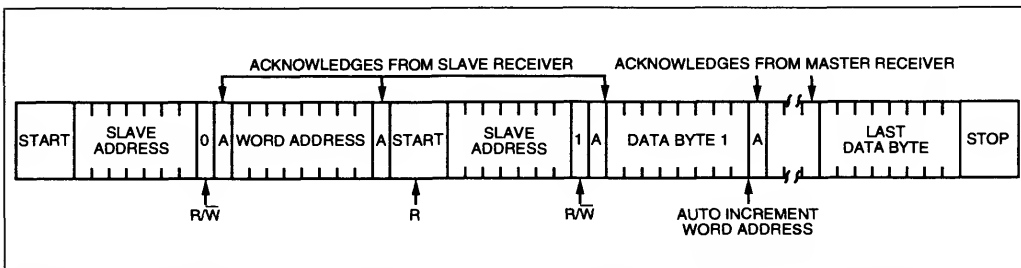 ACKNOWLEDGES FROM SLAVE RECEIVER
ACKNOWLEDGES FROM MASTER RECEIVER
START
SLAVE
ADDRESS
0
A
WORD ADDRESS
A
START
SLAVE
ADDRESS
1
A
DATA BYTE 1
A
LAST
DATA BYTE
STOP
R/W̅
R
R/W̅
AUTO INCREMENT
WORD ADDRESS